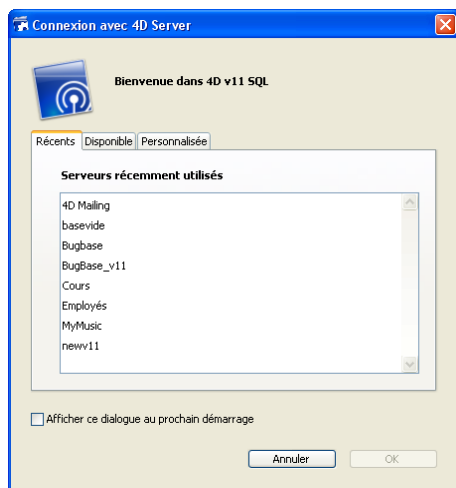 Connexion avec 4D Server
Bienvenue dans 4D v11 SQL
Récents Disponible Personnalisée
Serveurs récemment utilisés
4D Mailing
basevide
Bugbase
BugBase_v11
Cours
Employés
MyMusic
newv11
Afficher ce dialogue au prochain démarrage
Annuler OK